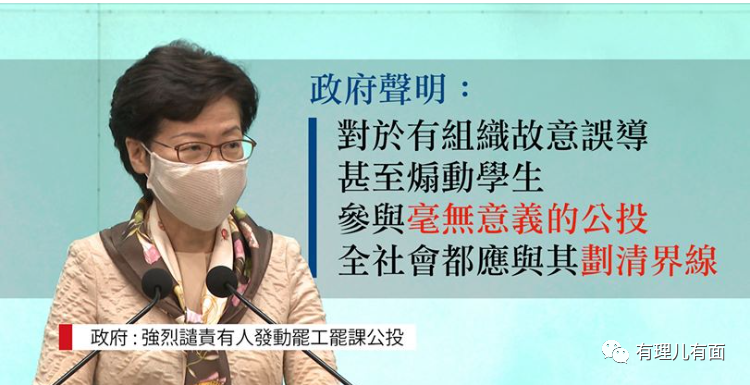 政府聲明：
對於有組織故意誤導
甚至煽動學生
參與毫無意義的公投
全社會都應與其劃清界線
政府 : 強烈譴責有人發動罷工罷課公投
有理儿有面